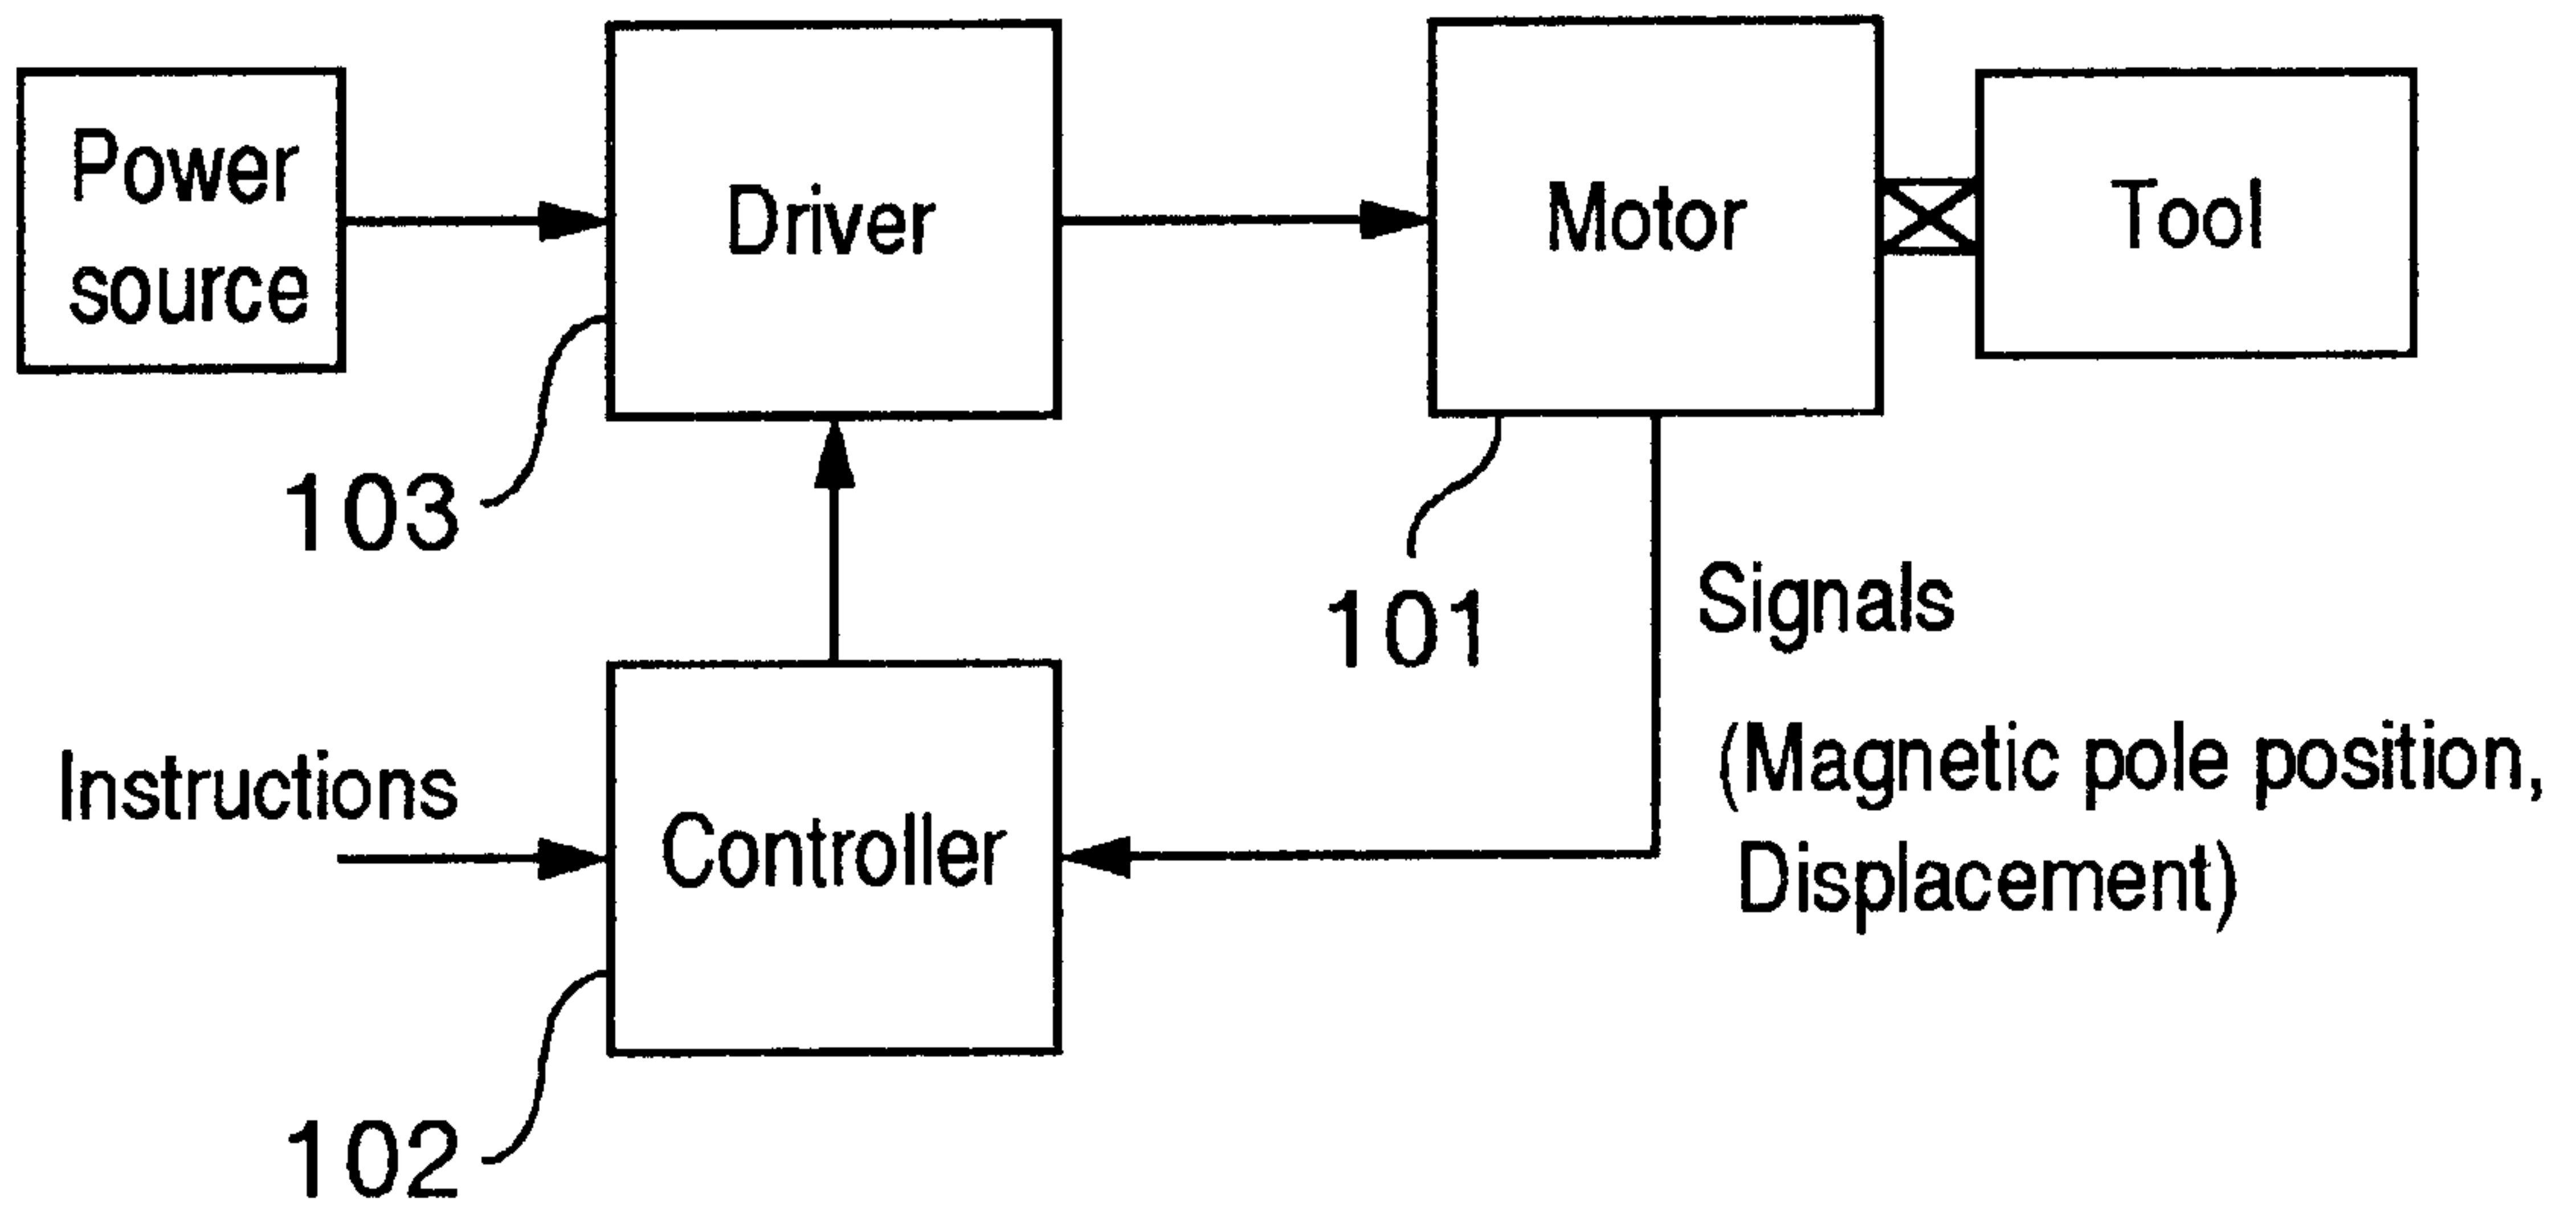 Power
source
Driver
Motor
Tool
103
101
Signals
(Magnetic pole position,
Displacement)
Instructions
Controller
102